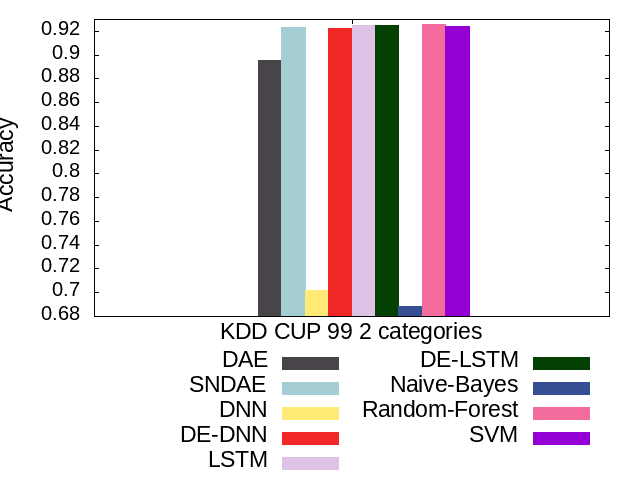 0.92
0.9
0.88
0.86
0.84
0.82
0.8
0.78
0.76
0.74
0.72
0.7
0.68
Accuracy
KDD CUP 99 2 categories
DAE
SNDAE
DNN
DE-DNN
LSTM
DE-LSTM
Naive-Bayes
Random-Forest
SVM